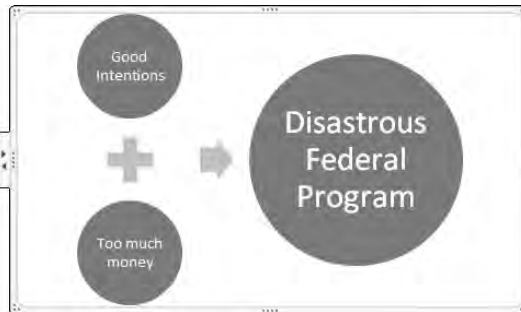 Good
Intentions
Too much
money
Disastrous
Federal
Program